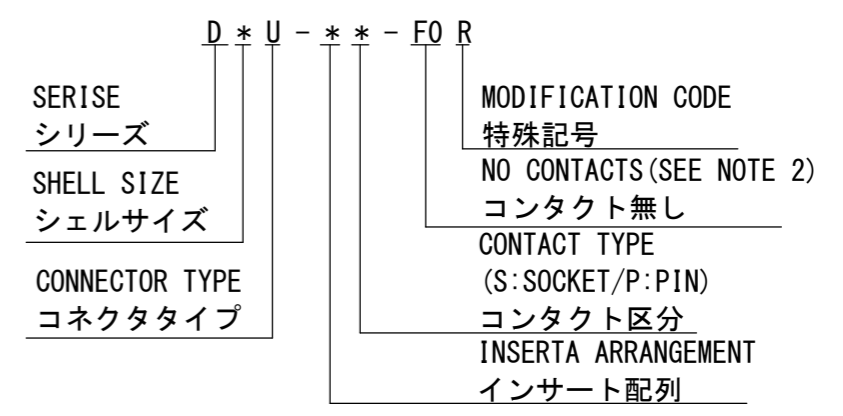 D * U - * * - F0 R
SERISE
シリーズ
SHELL SIZE
シェルサイズ
CONNECTOR TYPE
コネクタタイプ
MODIFICATION CODE
特殊記号
NO CONTACTS(SEE NOTE 2)
コンタクト無し
CONTACT TYPE
(S:SOCKET/P:PIN)
コンタクト区分
INSERTA ARRANGEMENT
インサート配列